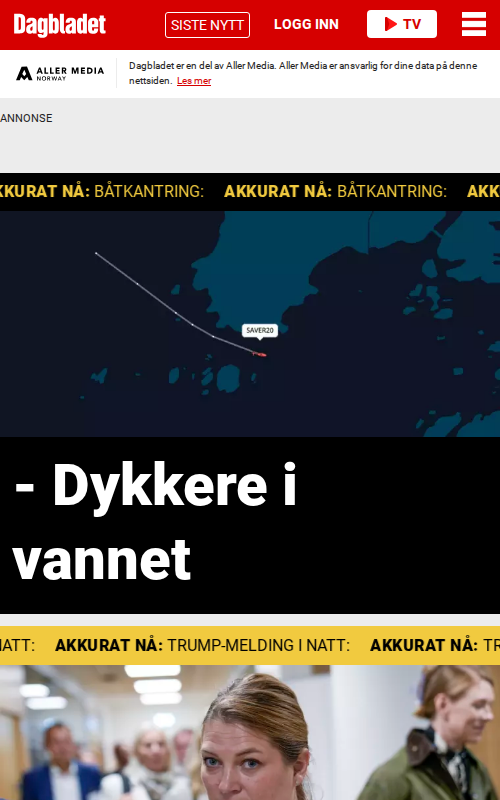 Dagbladet
SISTE NYTT
LOGG INN
TV
ALLER MEDIA
NORWAY
Dagbladet er en del av Aller Media. Aller Media er ansvarlig for dine data på denne
nettsiden. Les mer
ANNONSE
KURAT NÅ: BÅTKANTRING: AKKURAT NÅ: BÅTKANTRING: AKK
SAVER20
- Dykkere i
vannet
NATT: AKKURAT NÅ: TRUMP-MELDING I NATT: AKKURAT NÅ: TR